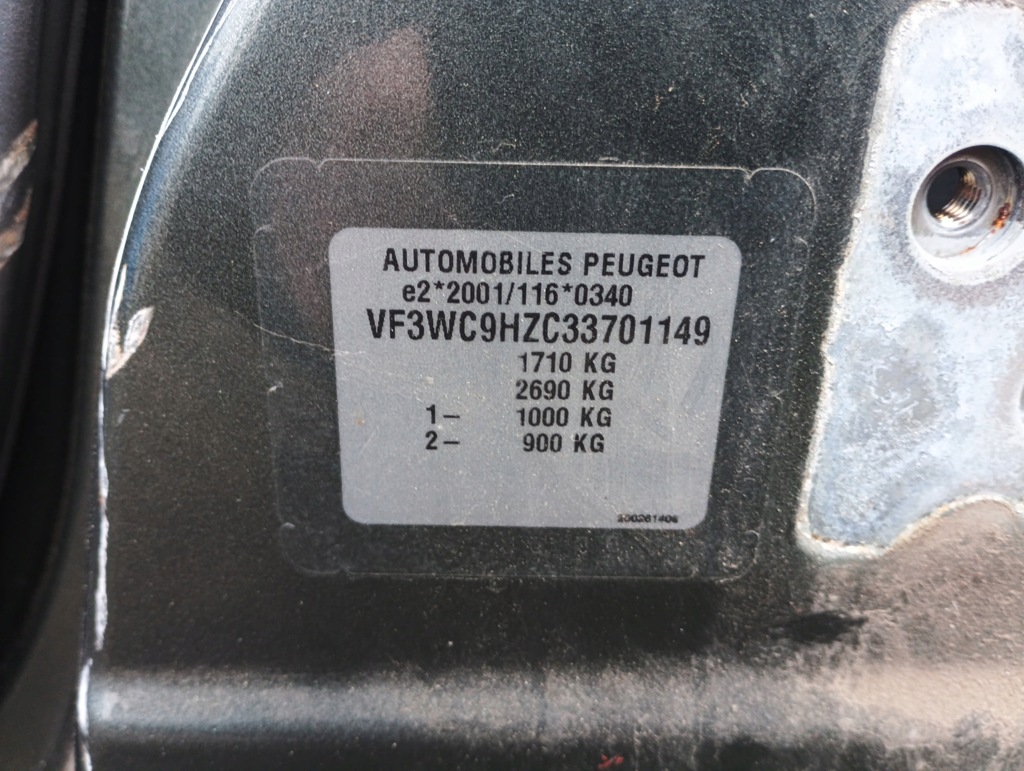 AUTOMOBILES PEUGEOT
e2*2001/116*0340
VF3WC9HZC33701149
1710 KG
2690 KG
1- 1000 KG
2- 900 KG